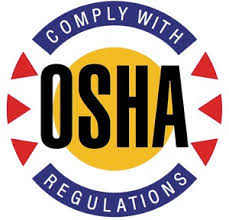 COMPLY WITH
OSHA
REGULATIONS